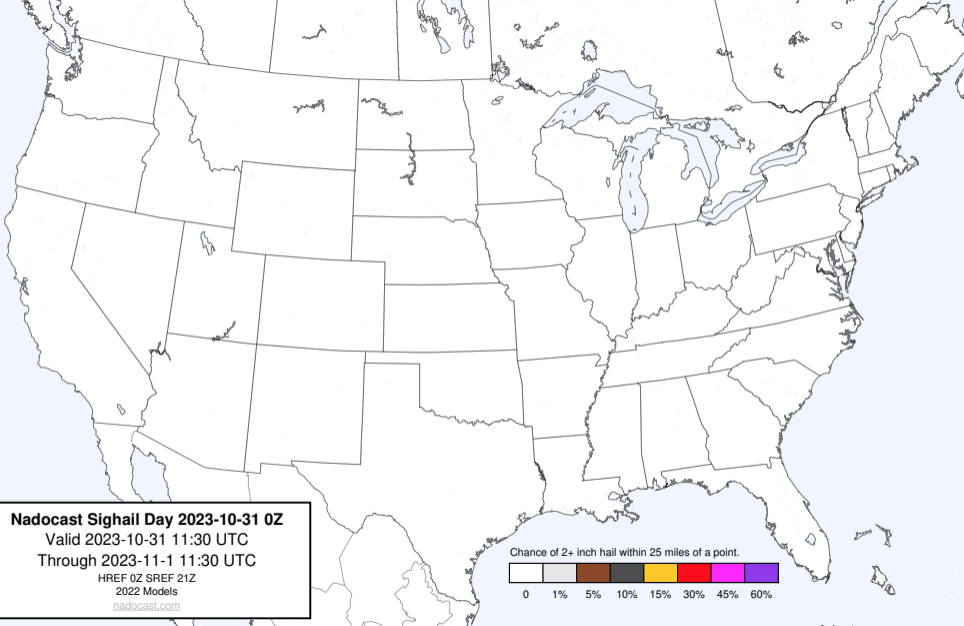 Nadocast Sighail Day 2023-10-31 0Z
Valid 2023-10-31 11:30 UTC
Through 2023-11-1 11:30 UTC
HREF 0Z SREF 21Z
2022 Models
nadocast.com
Chance of 2+ inch hail within 25 miles of a point.
0 1% 5% 10% 15% 30% 45% 60%